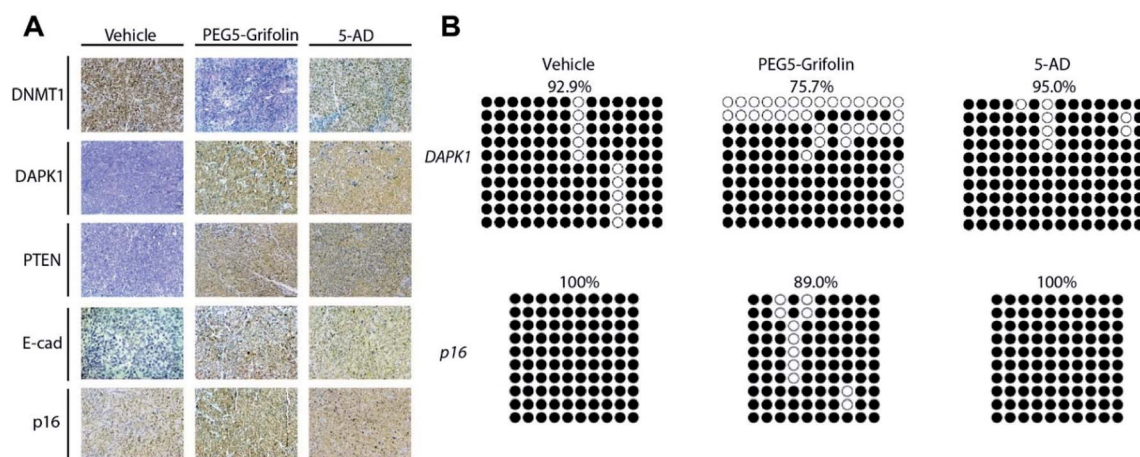 A
Vehicle PEG5-Grifolin 5-AD
DNMT1
DAPK1
PTEN
E-cad
p16
B
Vehicle PEG5-Grifolin 5-AD
92.9% 75.7% 95.0%
DAPK1
100% 89.0% 100%
p16